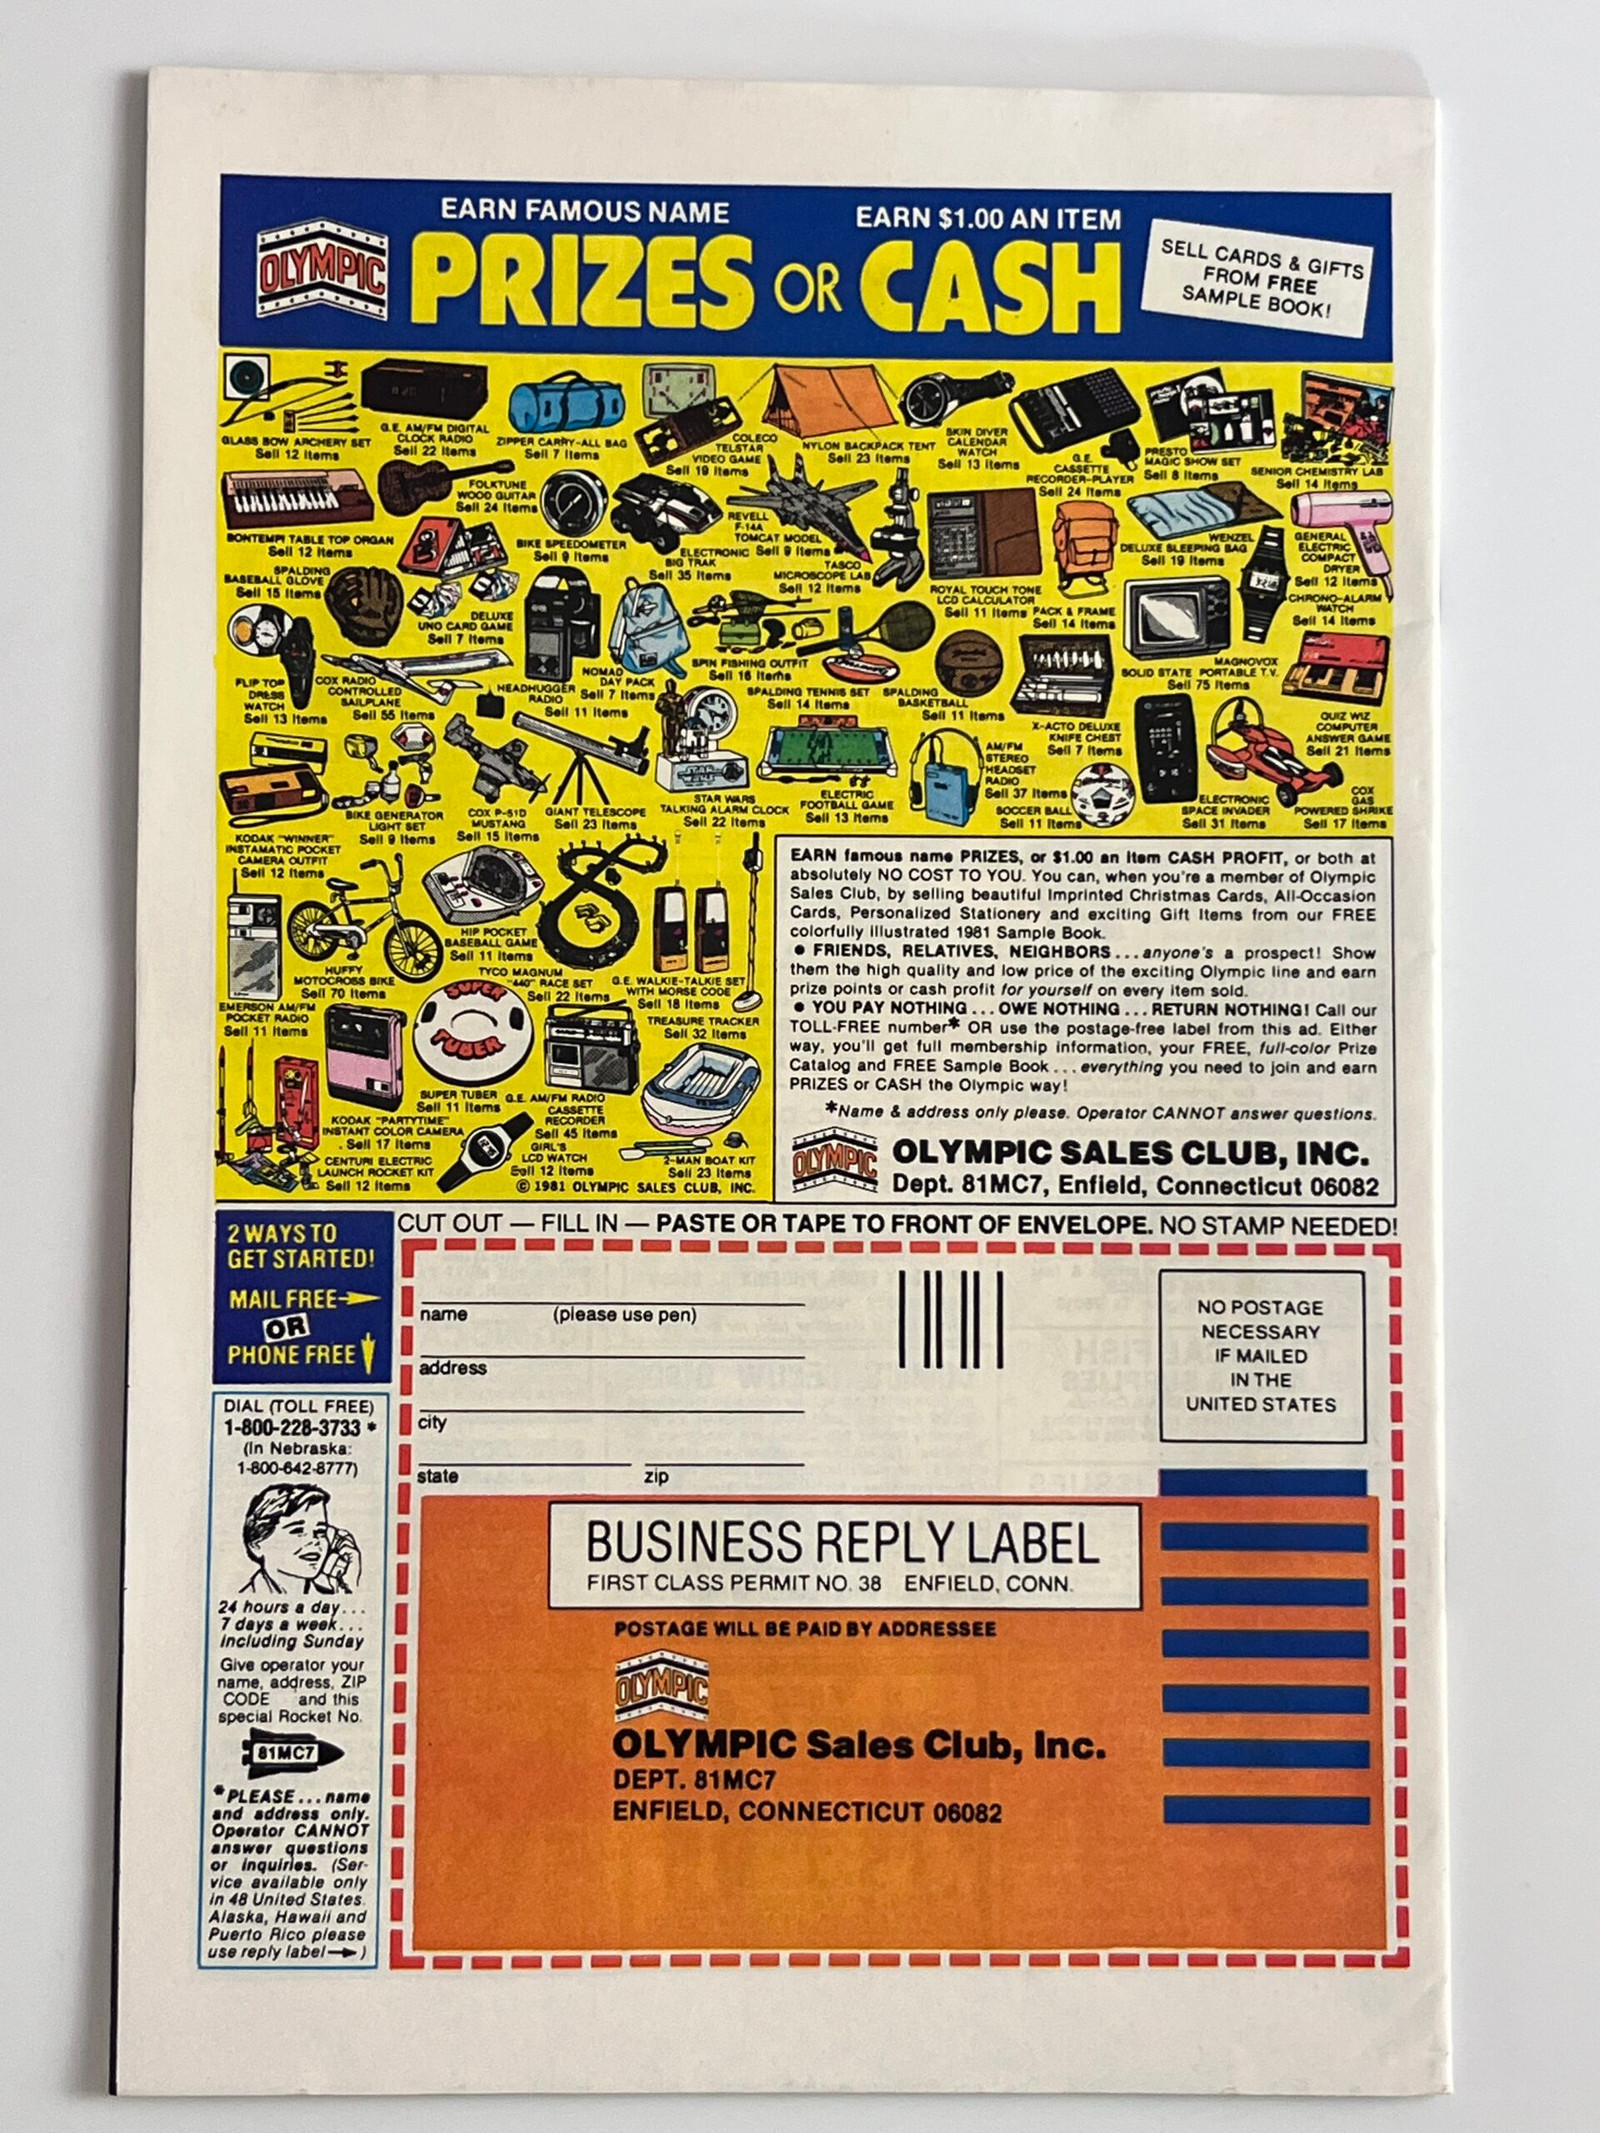 OLYMPIC
EARN FAMOUS NAME
PRIZES OR CASH
EARN $1.00 AN ITEM
SELL CARDS & GIFTS
FROM FREE
SAMPLE BOOK!
GLASS BOW ARCHERY SET
Sell 12 Items
G.E. AM/FM DIGITAL
CLOCK RADIO
Sell 22 Items
ZIPPER CARRY-ALL BAG
Sell 7 Items
COLECO
TELSTAR
VIDEO GAME
Sell 19 Items
NYLON BACKPACK TENT
Sell 23 Items
SKIN DIVER
CALENDAR
WATCH
Sell 13 Items
G.E.
CASSETTE
RECORDER-PLAYER
Sell 24 Items
PRESTO
MAGIC SHOW SET
Sell 8 Items
SENIOR CHEMISTRY LAB
Sell 14 Items
BONTEMPI TABLE TOP ORGAN
Sell 12 Items
FOLKTUNE
WOOD GUITAR
Sell 24 Items
BIKE SPEEDOMETER
Sell 9 Items
ELECTRONIC
BIG TRAK
Sell 35 Items
REVELL
F-14A
TOMCAT MODEL
Sell 9 Items
TASCO
MICROSCOPE LAB
Sell 12 Items
ROYAL TOUCH TONE
LCD CALCULATOR
Sell 11 Items
PACK & FRAME
Sell 14 Items
WENZEL
DELUXE SLEEPING BAG
Sell 19 Items
GENERAL
ELECTRIC
COMPACT
DRYER
Sell 12 Items
SPALDING
BASEBALL GLOVE
Sell 15 Items
DELUXE
UNO CARD GAME
Sell 7 Items
HEADHUGGER
RADIO
Sell 11 Items
NOMAD
DAY PACK
Sell 7 Items
SPIN FISHING OUTFIT
Sell 16 Items
SPALDING TENNIS SET
Sell 14 Items
SPALDING
BASKETBALL
Sell 11 Items
X-ACTO DELUXE
KNIFE CHEST
Sell 7 Items
MAGNOVOX
SOLID STATE PORTABLE T.V.
Sell 75 Items
CHRONO-ALARM
WATCH
Sell 14 Items
QUIZ WIZ
COMPUTER
ANSWER GAME
Sell 21 Items
FLIP TOP
DRESS
WATCH
Sell 13 Items
COX RADIO
CONTROLLED
SAILPLANE
Sell 55 Items
KODAK "WINNER"
INSTAMATIC POCKET
CAMERA OUTFIT
Sell 12 Items
BIKE GENERATOR
LIGHT SET
Sell 9 Items
COX P-51D
MUSTANG
Sell 15 Items
GIANT TELESCOPE
Sell 23 Items
STAR WARS
STAR WARS
TALKING ALARM CLOCK
Sell 22 Items
ELECTRIC
FOOTBALL GAME
Sell 13 Items
AM/FM
STEREO
HEADSET
RADIO
Sell 37 Items
SOCCER BALL
Sell 11 Items
ELECTRONIC
SPACE INVADER
Sell 31 Items
COX
GAS
POWERED SHRIKE
Sell 17 Items
EMERSON AM/FM
POCKET RADIO
Sell 11 Items
HUFFY
MOTOCROSS BIKE
Sell 70 Items
HIP POCKET
BASEBALL GAME
Sell 11 Items
TYCO MAGNUM
"440" RACE SET
Sell 22 Items
G.E. WALKIE-TALKIE SET
WITH MORSE CODE
Sell 18 Items
TREASURE TRACKER
Sell 32 Items
SUPER
TUBER
SUPER TUBER
Sell 11 Items
KODAK "PARTYTIME"
INSTANT COLOR CAMERA
Sell 17 Items
G.E. AM/FM RADIO
CASSETTE
RECORDER
Sell 45 Items
CENTURI ELECTRIC
LAUNCH ROCKET KIT
Sell 12 Items
GIRL'S
LCD WATCH
Sell 12 Items
2-MAN BOAT KIT
Sell 23 Items
© 1981 OLYMPIC SALES CLUB, INC.
EARN famous name PRIZES, or $1.00 an Item CASH PROFIT, or both at
absolutely NO COST TO YOU. You can, when you're a member of Olympic
Sales Club, by selling beautiful Imprinted Christmas Cards, All-Occasion
Cards, Personalized Stationery and exciting Gift Items from our FREE
colorfully illustrated 1981 Sample Book.
● FRIENDS, RELATIVES, NEIGHBORS...anyone's a prospect! Show
them the high quality and low price of the exciting Olympic line and earn
prize points or cash profit for yourself on every item sold.
● YOU PAY NOTHING...OWE NOTHING...RETURN NOTHING! Call our
TOLL-FREE number* OR use the postage-free label from this ad. Either
way, you'll get full membership information, your FREE, full-color Prize
Catalog and FREE Sample Book...everything you need to join and earn
PRIZES or CASH the Olympic way!
*Name & address only please. Operator CANNOT answer questions.
OLYMPIC
OLYMPIC SALES CLUB, INC.
Dept. 81MC7, Enfield, Connecticut 06082
2 WAYS TO
GET STARTED!
MAIL FREE
OR
PHONE FREE
CUT OUT — FILL IN — PASTE OR TAPE TO FRONT OF ENVELOPE. NO STAMP NEEDED!
name (please use pen)
address
city
state zip
NO POSTAGE
NECESSARY
IF MAILED
IN THE
UNITED STATES
DIAL (TOLL FREE)
1-800-228-3733 *
(In Nebraska:
1-800-642-8777)
24 hours a day...
7 days a week...
including Sunday
Give operator your
name, address, ZIP
CODE and this
special Rocket No.
81MC7
*PLEASE...name
and address only.
Operator CANNOT
answer questions
or inquiries. (Ser-
vice available only
in 48 United States.
Alaska, Hawaii and
Puerto Rico please
use reply label→)
BUSINESS REPLY LABEL
FIRST CLASS PERMIT NO. 38 ENFIELD, CONN.
POSTAGE WILL BE PAID BY ADDRESSEE
OLYMPIC
OLYMPIC Sales Club, Inc.
DEPT. 81MC7
ENFIELD, CONNECTICUT 06082